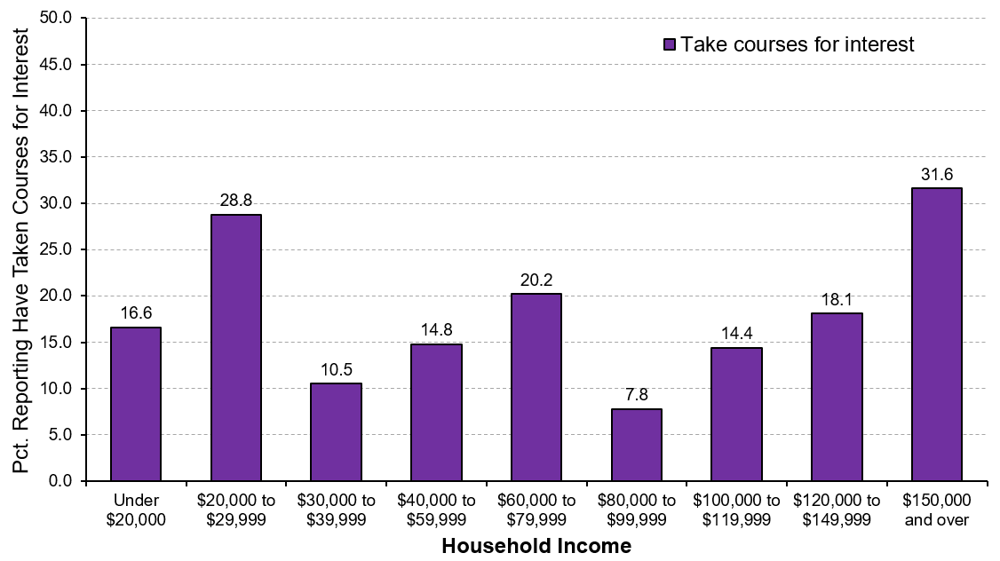 Pct. Reporting Have Taken Courses for Interest
50.0
45.0
40.0
35.0
30.0
25.0
20.0
15.0
10.0
5.0
0.0
Take courses for interest
16.6
28.8
10.5
14.8
20.2
7.8
14.4
18.1
31.6
Under
$20,000
$20,000 to
$29,999
$30,000 to
$39,999
$40,000 to
$59,999
$60,000 to
$79,999
$80,000 to
$99,999
$100,000 to
$119,999
$120,000 to
$149,999
$150,000
and over
Household Income